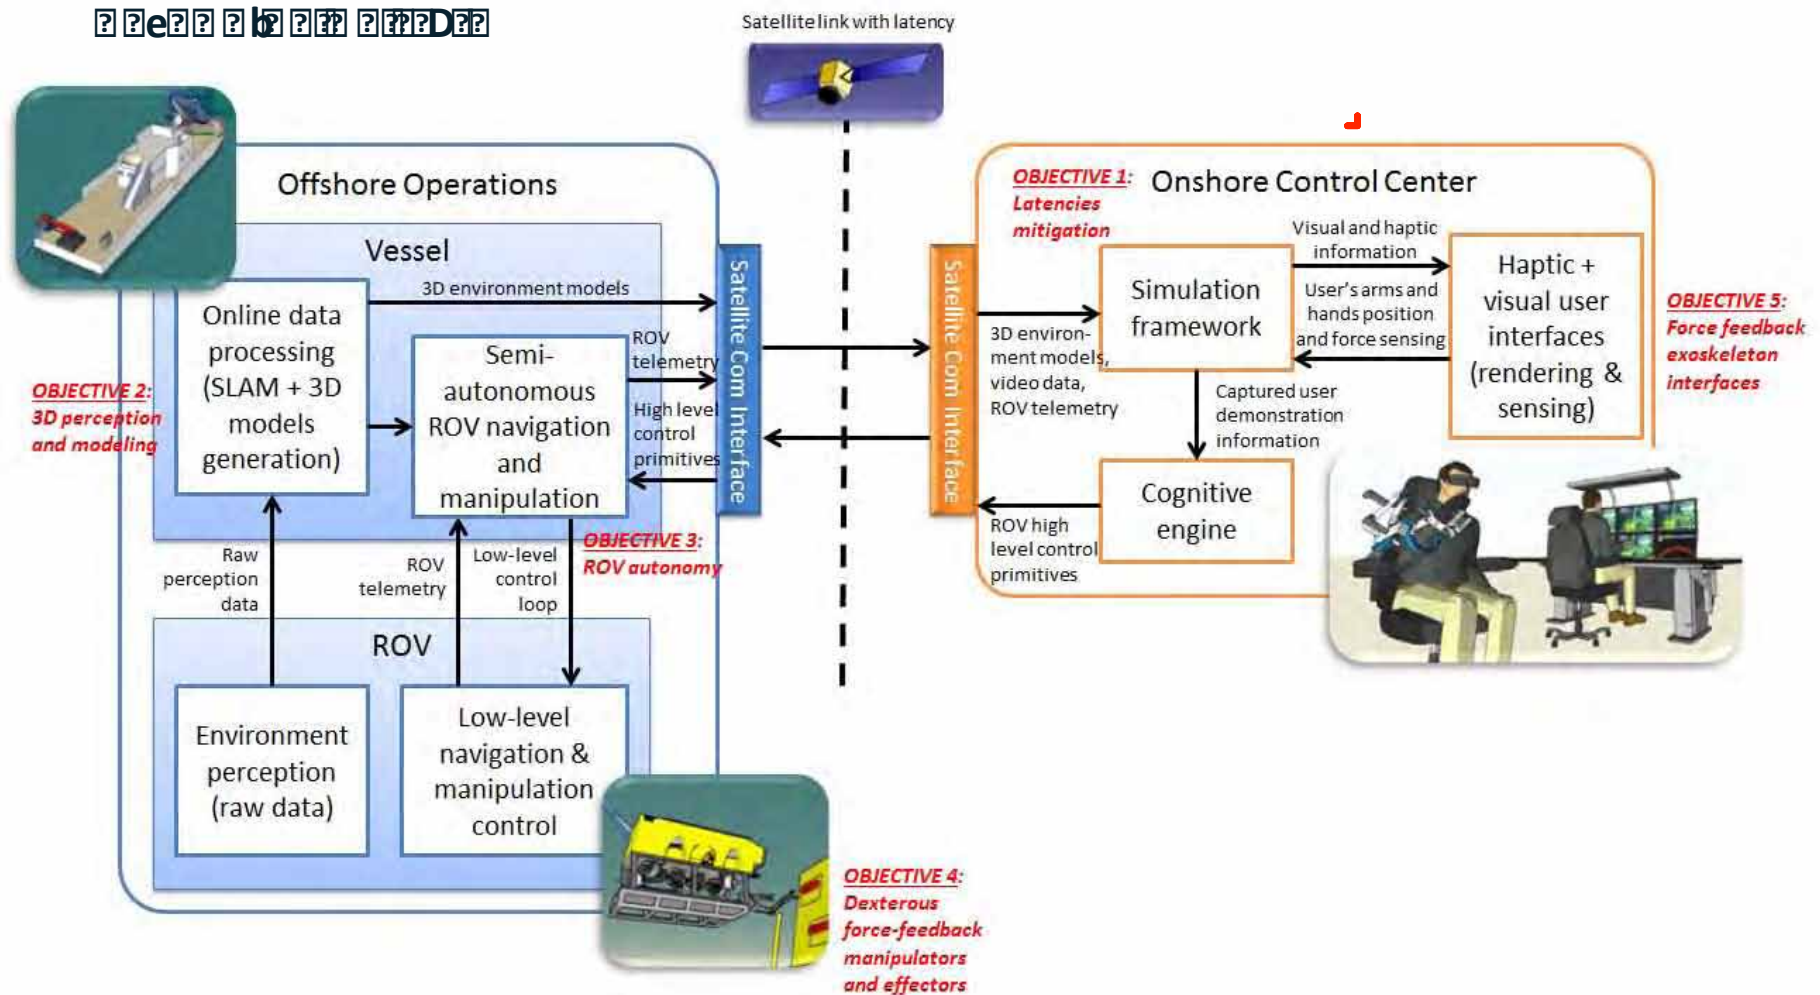 Satellite link with latency
Offshore Operations
Vessel
Online data
processing
(SLAM + 3D
models
generation)
3D environment models
Semi-
autonomous
ROV navigation
and
manipulation
ROV
telemetry
High level
control
primitives
Satellite Com Interface
OBJECTIVE 2:
3D perception
and modeling
OBJECTIVE 3:
ROV autonomy
Raw
perception
data
ROV
telemetry
Low-level
control
loop
ROV
Environment
perception
(raw data)
Low-level
navigation &
manipulation
control
OBJECTIVE 4:
Dexterous
force-feedback
manipulators
and effectors
Satellite Com Interface
OBJECTIVE 1:
Latencies
mitigation
Onshore Control Center
3D environ-
ment models,
video data,
ROV telemetry
Simulation
framework
Visual and haptic
information
User's arms and
hands position
and force sensing
Haptic +
visual user
interfaces
(rendering &
sensing)
OBJECTIVE 5:
Force feedback
exoskeleton
interfaces
Captured user
demonstration
information
Cognitive
engine
ROV high
level control
primitives